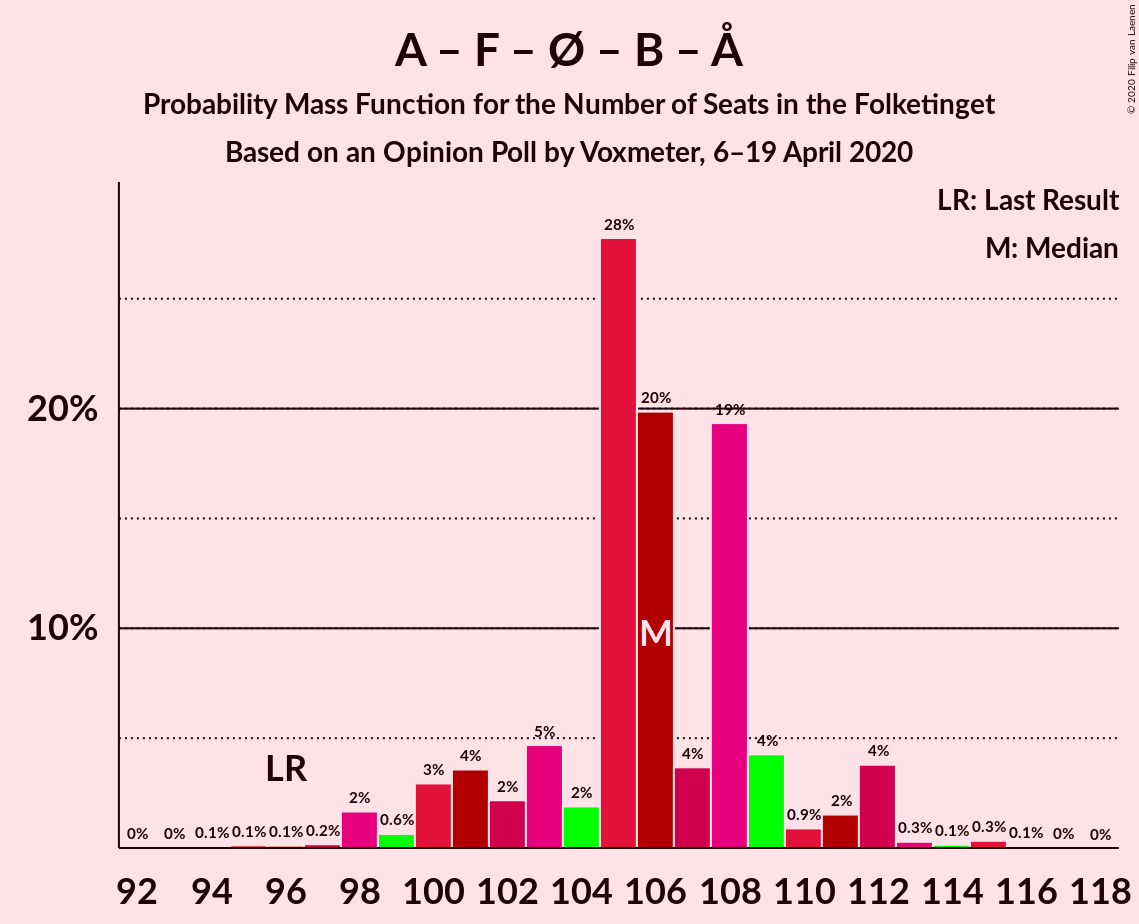 A – F – Ø – B – Å
Probability Mass Function for the Number of Seats in the Folketinget
Based on an Opinion Poll by Voxmeter, 6–19 April 2020
© 2020 Filip van Laenen
LR: Last Result
M: Median
20%
10%
0% 0% 0.1% 0.1% 0.1% 0.2% 2% 0.6% 3% 4% 2% 5% 2% 28% 20% 4% 19% 4% 0.9% 2% 4% 0.3% 0.1% 0.3% 0.1% 0% 0%
LR
M
92 94 96 98 100 102 104 106 108 110 112 114 116 118